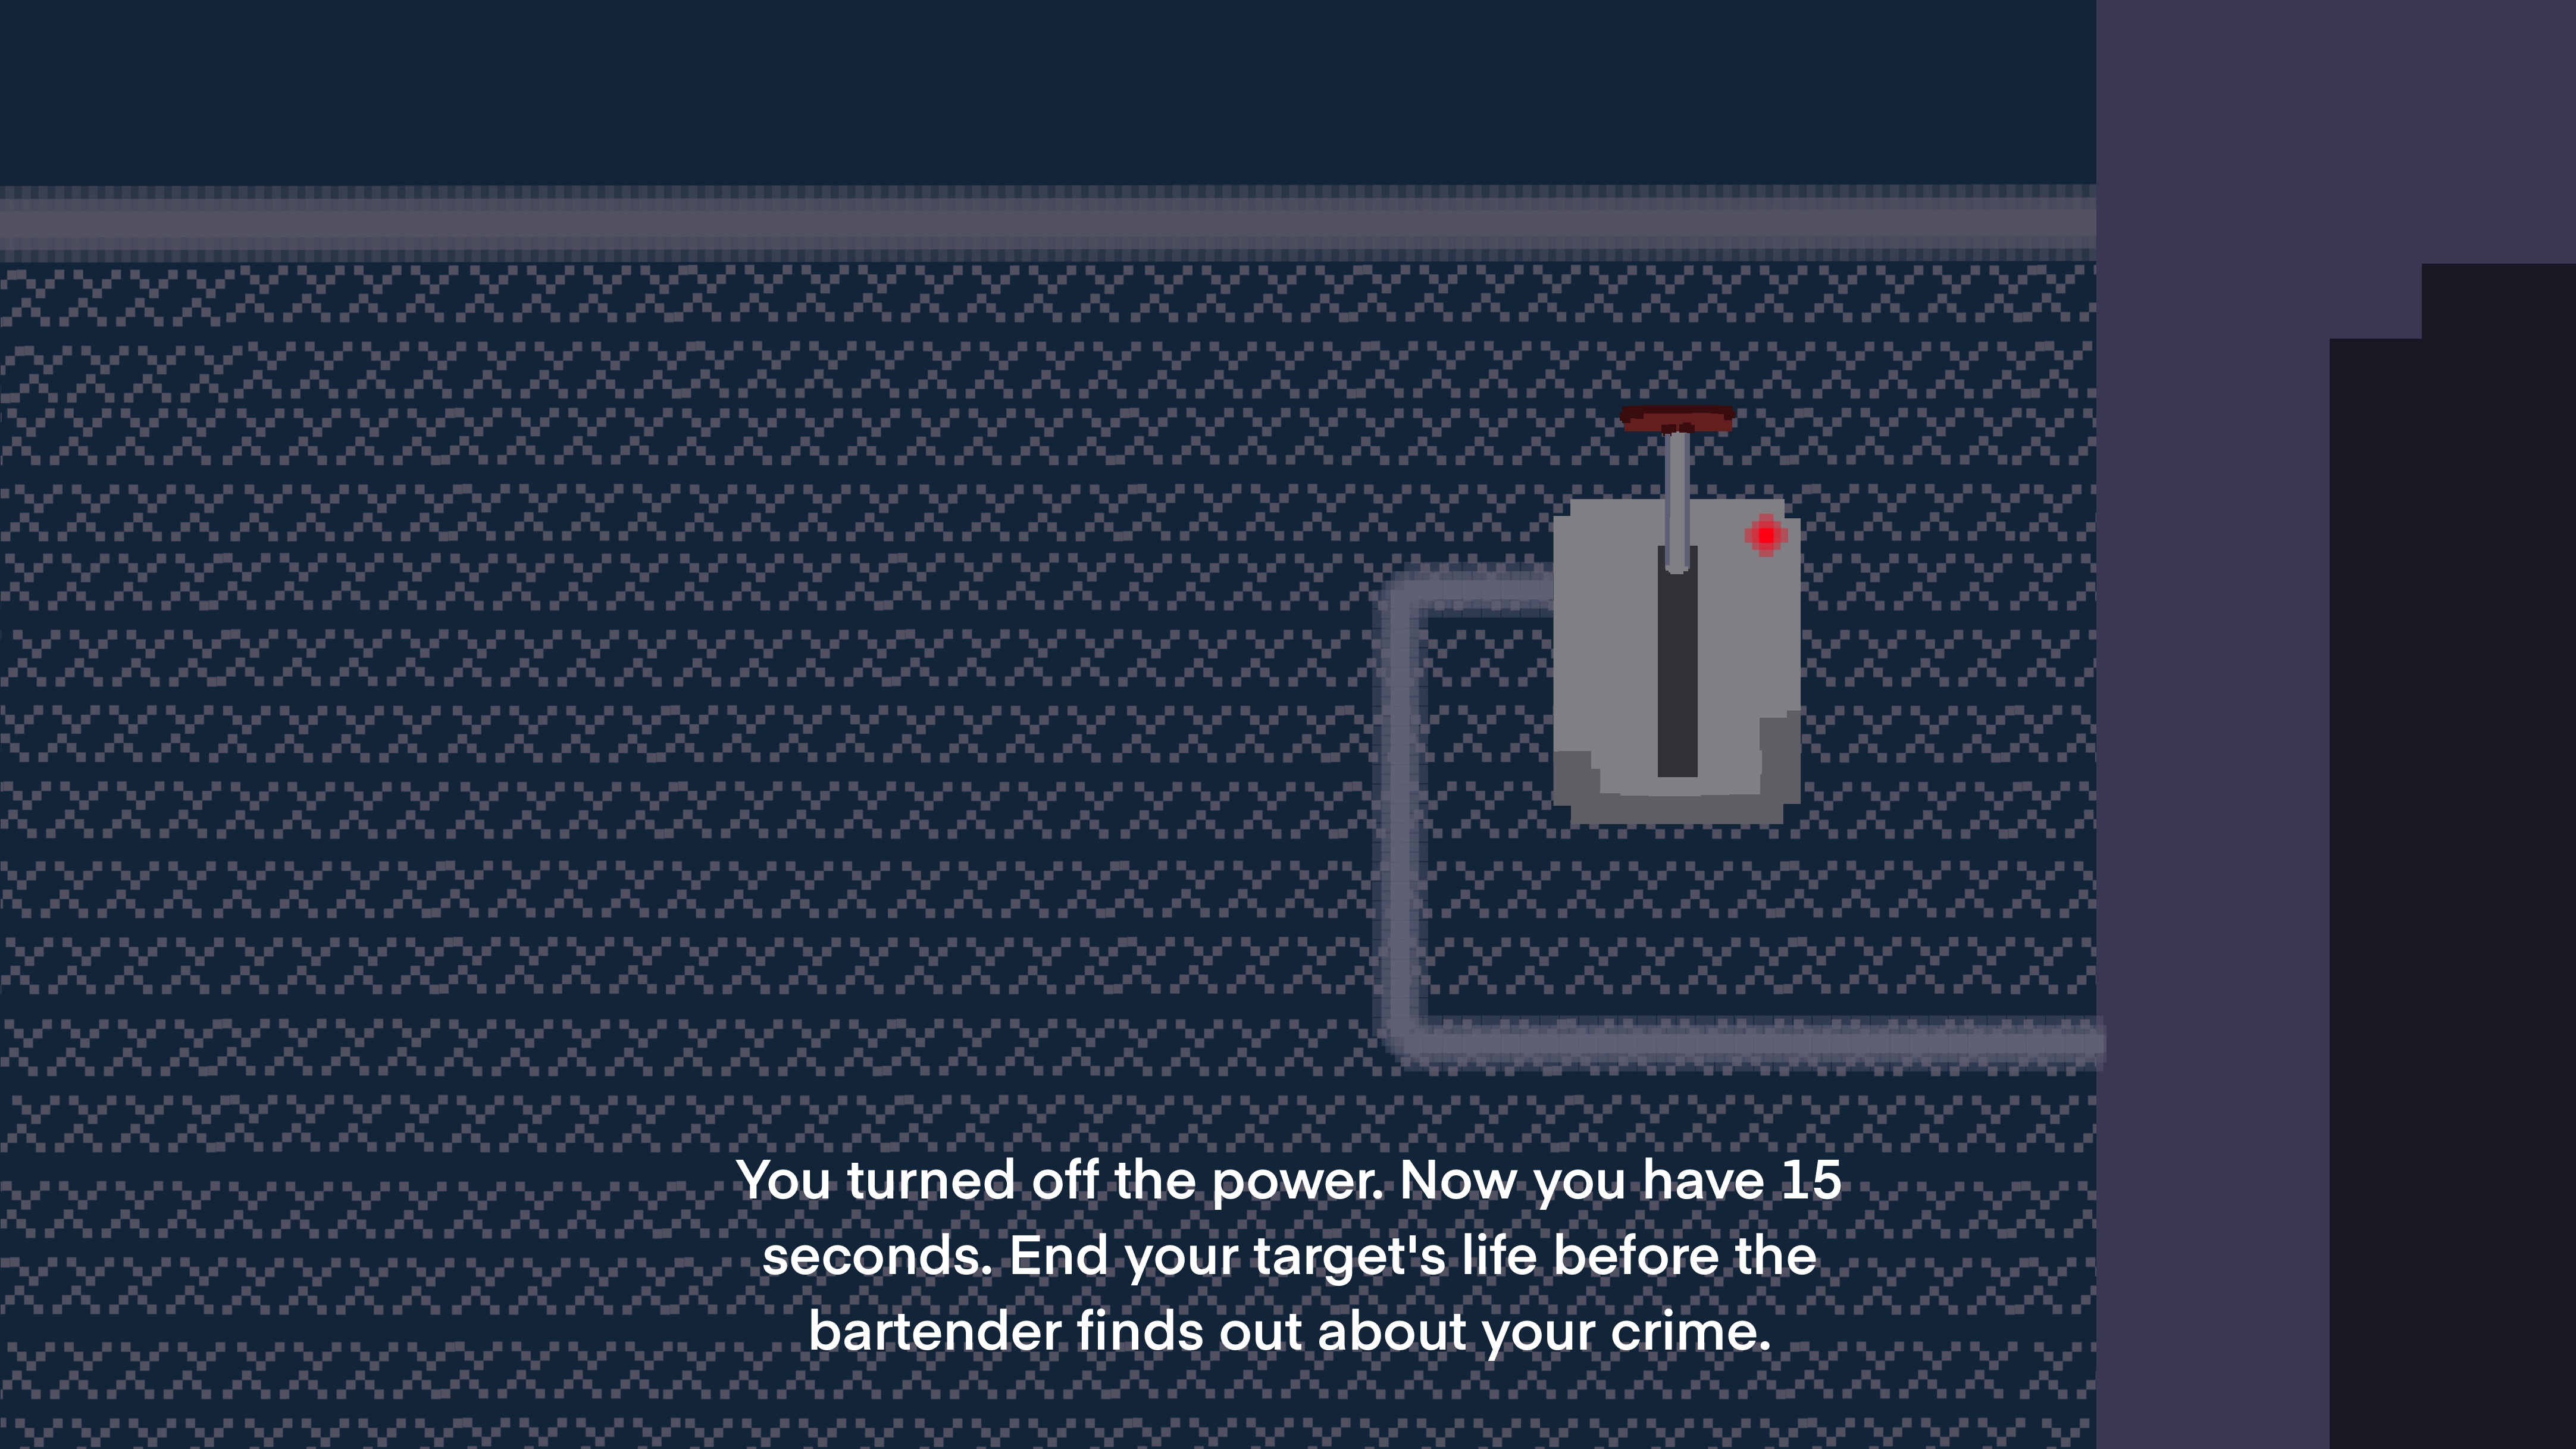 You turned off the power. Now you have 15
seconds. End your target's life before the
bartender finds out about your crime.